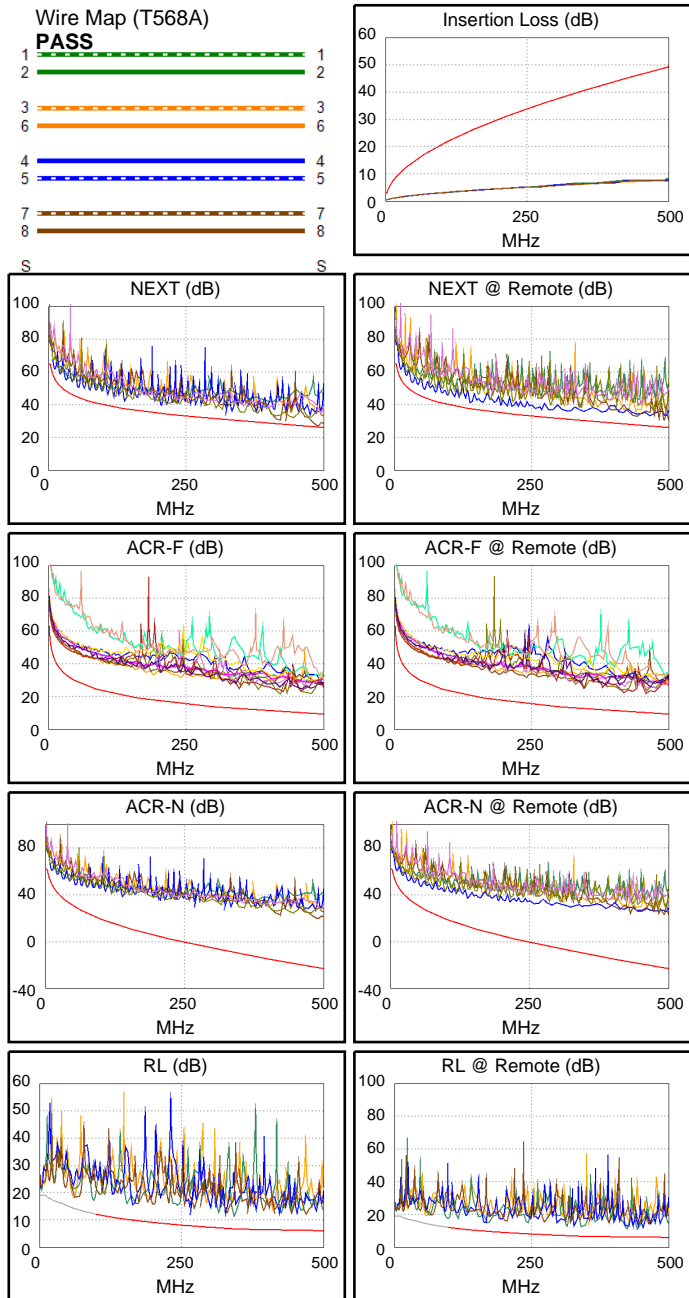 Wire Map (T568A)
PASS
1 1
2 2
3 3
6 6
4 4
5 5
7 7
8 8
S S
Insertion Loss (dB)
60
50
40
30
20
10
0
0 250 500
MHz
NEXT (dB)
100
80
60
40
20
0
0 250 500
MHz
NEXT @ Remote (dB)
100
80
60
40
20
0
0 250 500
MHz
ACR-F (dB)
100
80
60
40
20
0
0 250 500
MHz
ACR-F @ Remote (dB)
100
80
60
40
20
0
0 250 500
MHz
ACR-N (dB)
80
40
0
-40
0 250 500
MHz
ACR-N @ Remote (dB)
80
40
0
-40
0 250 500
MHz
RL (dB)
60
50
40
30
20
10
0
0 250 500
MHz
RL @ Remote (dB)
100
80
60
40
20
0
0 250 500
MHz